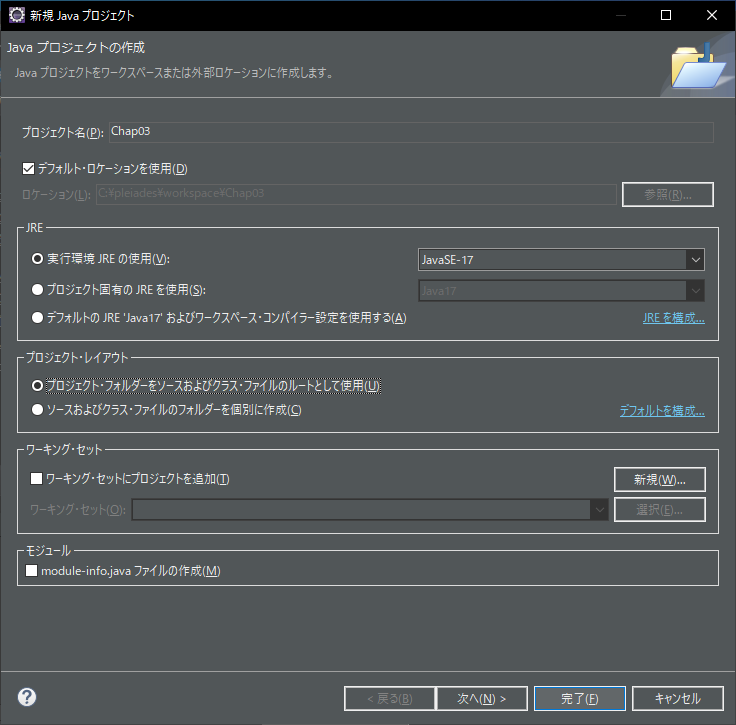 新規 Java プロジェクト
Java プロジェクトの作成
Java プロジェクトをワークスペースまたは外部ロケーションに作成します。
プロジェクト名(P): Chap03
デフォルト・ロケーションを使用(D)
ロケーション(L): C:¥pleiades¥workspace¥Chap03 参照(R)...
JRE
実行環境 JRE の使用(V): JavaSE-17
プロジェクト固有の JRE を使用(S): Java17
デフォルトの JRE 'Java17' およびワークスペース・コンパイラー設定を使用する(A) JRE を構成...
プロジェクト・レイアウト
プロジェクト・フォルダーをソースおよびクラス・ファイルのルートとして使用(U)
ソースおよびクラス・ファイルのフォルダーを個別に作成(C) デフォルトを構成...
ワーキング・セット
ワーキング・セットにプロジェクトを追加(T) 新規(W)...
ワーキング・セット(O): 選択(E)...
モジュール
module-info.java ファイルの作成(M)
? < 戻る(B) 次へ(N) > 完了(F) キャンセル